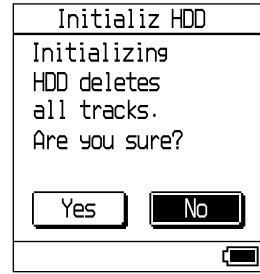 Initializ HDD
Initializing
HDD deletes
all tracks.
Are you sure?
Yes No